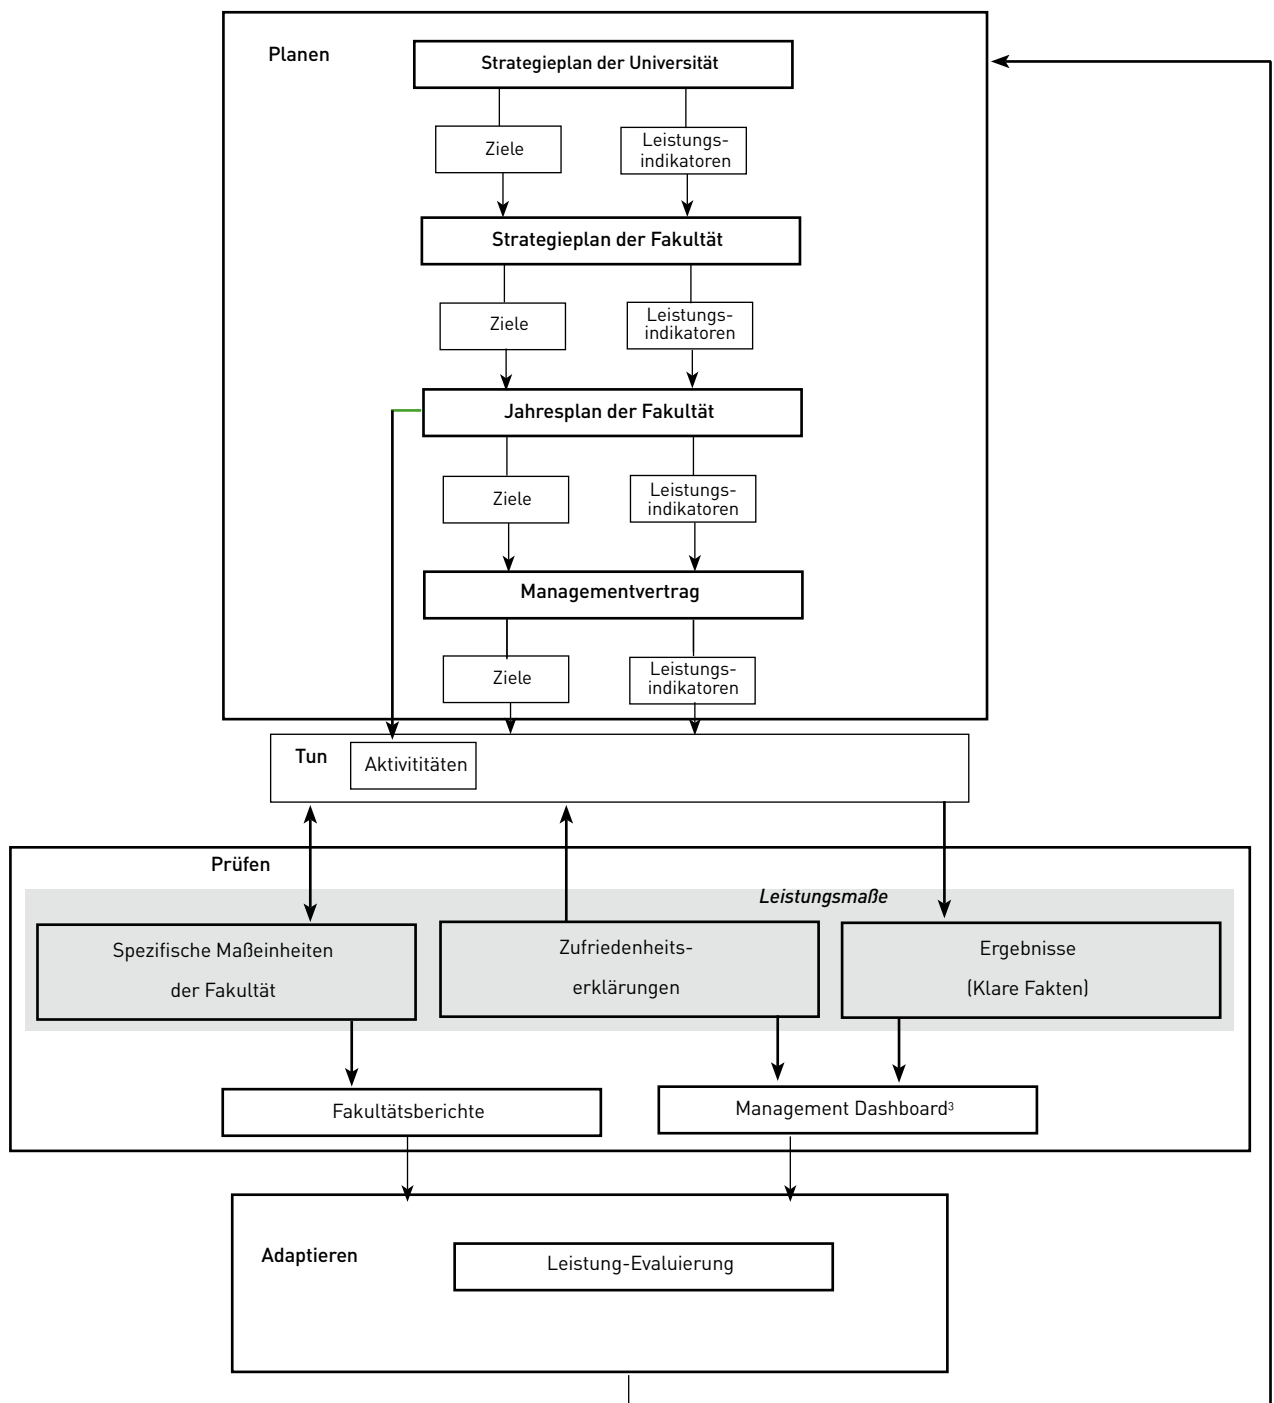 Planen
Strategieplan der Universität
Ziele
Leistungs-
indikatoren
Strategieplan der Fakultät
Ziele
Leistungs-
indikatoren
Jahresplan der Fakultät
Ziele
Leistungs-
indikatoren
Managementvertrag
Ziele
Leistungs-
indikatoren
Tun
Aktivititäten
Prüfen
Leistungsmaße
Spezifische Maßeinheiten
der Fakultät
Zufriedenheits-
erklärungen
Ergebnisse
(Klare Fakten)
Fakultätsberichte
Management Dashboard³
Adaptieren
Leistung-Evaluierung